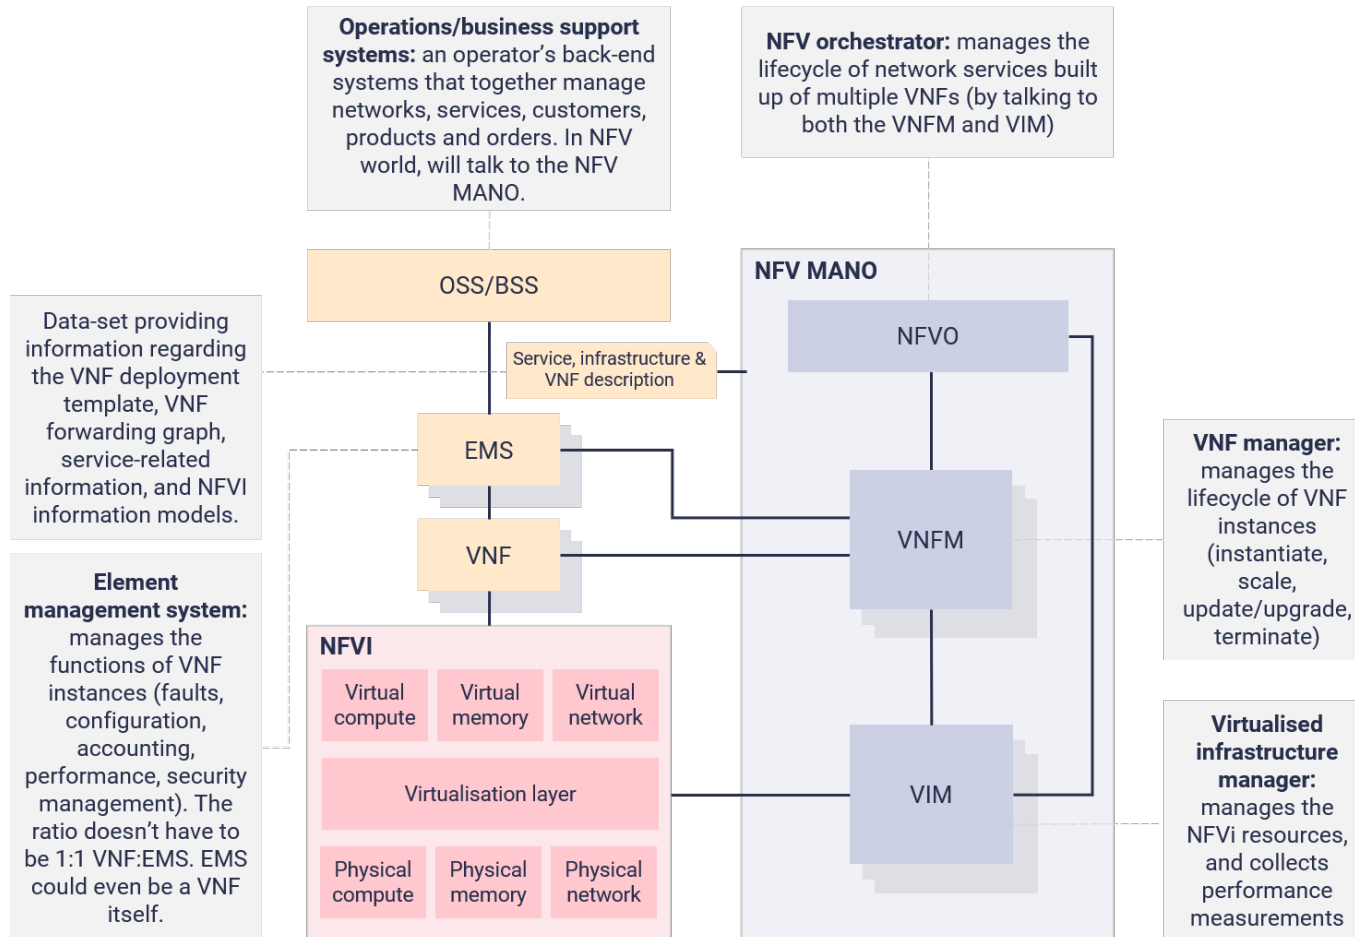 Operations/business support
systems: an operator’s back-end
systems that together manage
networks, services, customers,
products and orders. In NFV
world, will talk to the NFV
MANO.
NFV orchestrator: manages the
lifecycle of network services built
up of multiple VNFs (by talking to
both the VNFM and VIM)
OSS/BSS
NFV MANO
NFVO
Data-set providing
information regarding
the VNF deployment
template, VNF
forwarding graph,
service-related
information, and NFVI
information models.
Service, infrastructure &
VNF description
EMS
VNF
VNFM
VNF manager:
manages the
lifecycle of VNF
instances
(instantiate,
scale,
update/upgrade,
terminate)
Element
management system:
manages the
functions of VNF
instances (faults,
configuration,
accounting,
performance, security
management). The
ratio doesn’t have to
be 1:1 VNF:EMS. EMS
could even be a VNF
itself.
NFVI
Virtual
compute
Virtual
memory
Virtual
network
Virtualisation layer
Physical
compute
Physical
memory
Physical
network
VIM
Virtualised
infrastructure
manager:
manages the
NFVi resources,
and collects
performance
measurements